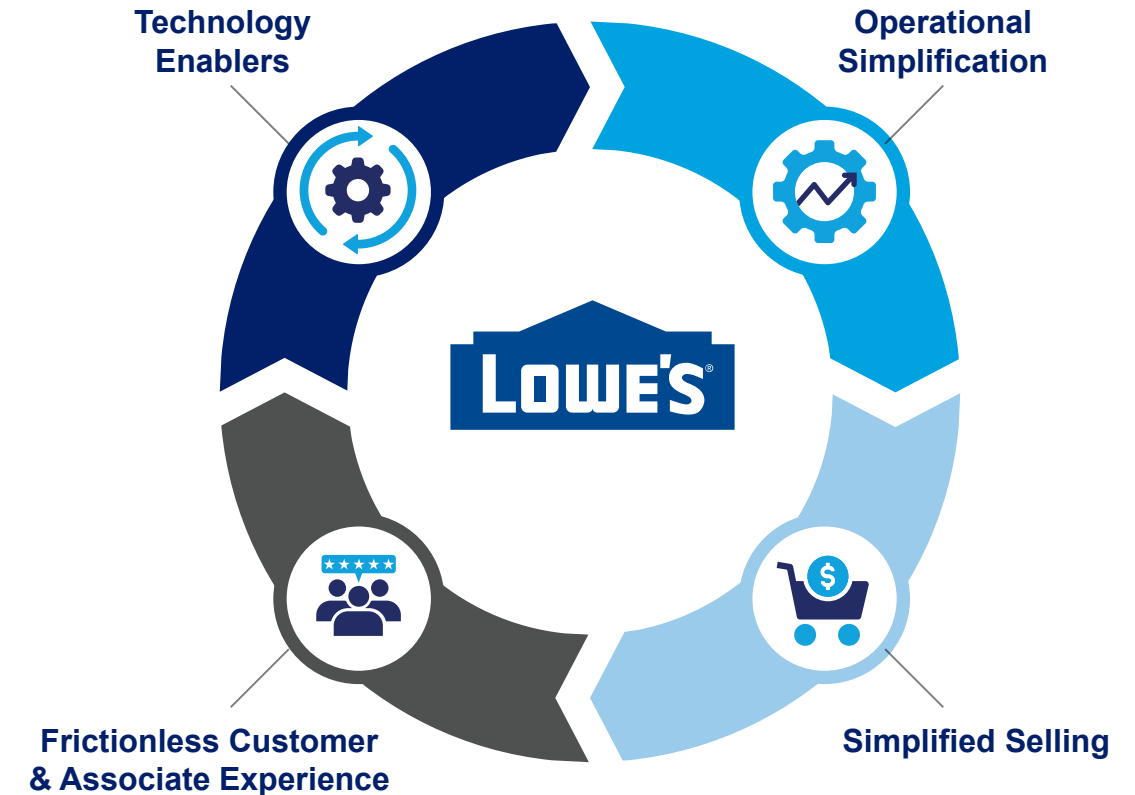 Technology
Enablers
Operational
Simplification
LOWE'S®
$
Frictionless Customer
& Associate Experience
Simplified Selling